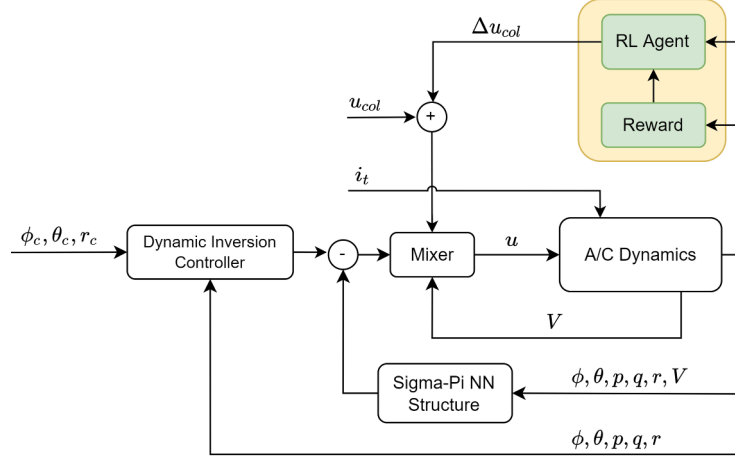 RL Agent
Δu_col
Reward
u_col
+
i_t
ϕ_c, θ_c, r_c
Dynamic Inversion
Controller
-
Mixer
u
A/C Dynamics
V
Sigma-Pi NN
Structure
ϕ, θ, p, q, r, V
ϕ, θ, p, q, r